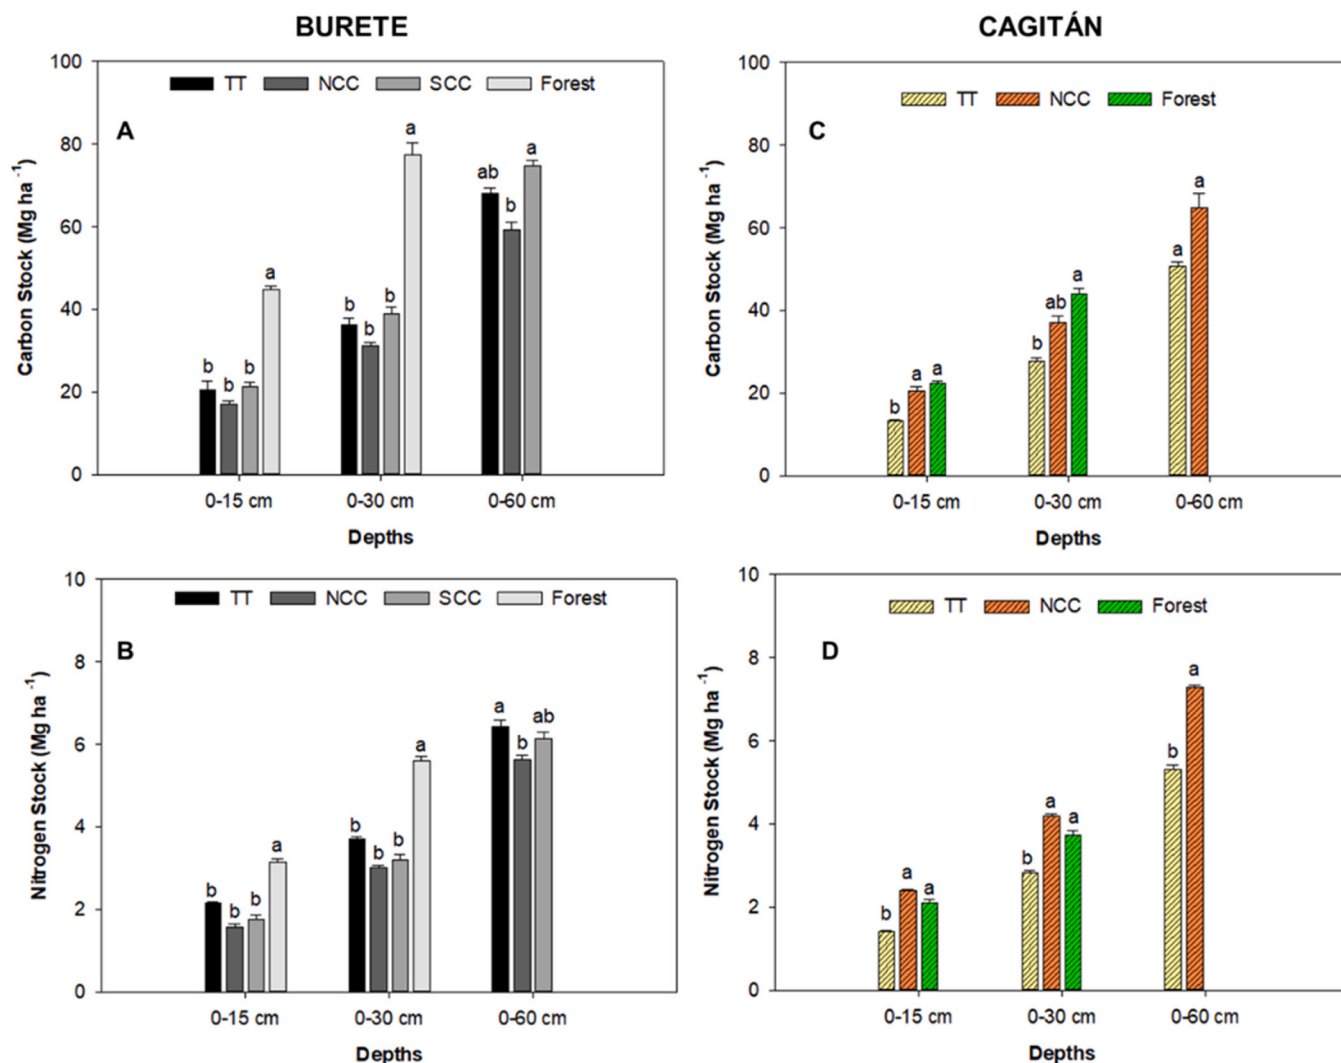 BURETE
CAGITÁN
100
80
60
40
20
0
Carbon Stock (Mg ha -1)
TT NCC SCC Forest
A
b b b a
b b b a
ab b a
0-15 cm 0-30 cm 0-60 cm
Depths
100
80
60
40
20
0
Carbon Stock (Mg ha -1)
TT NCC Forest
C
b a a
b ab a
a a
0-15 cm 0-30 cm 0-60 cm
Depths
10
8
6
4
2
0
Nitrogen Stock (Mg ha -1)
TT NCC SCC Forest
B
b b b a
b b b a
a b ab
0-15 cm 0-30 cm 0-60 cm
Depths
10
8
6
4
2
0
Nitrogen Stock (Mg ha -1)
TT NCC Forest
D
b a a
b a a
b a
0-15 cm 0-30 cm 0-60 cm
Depths